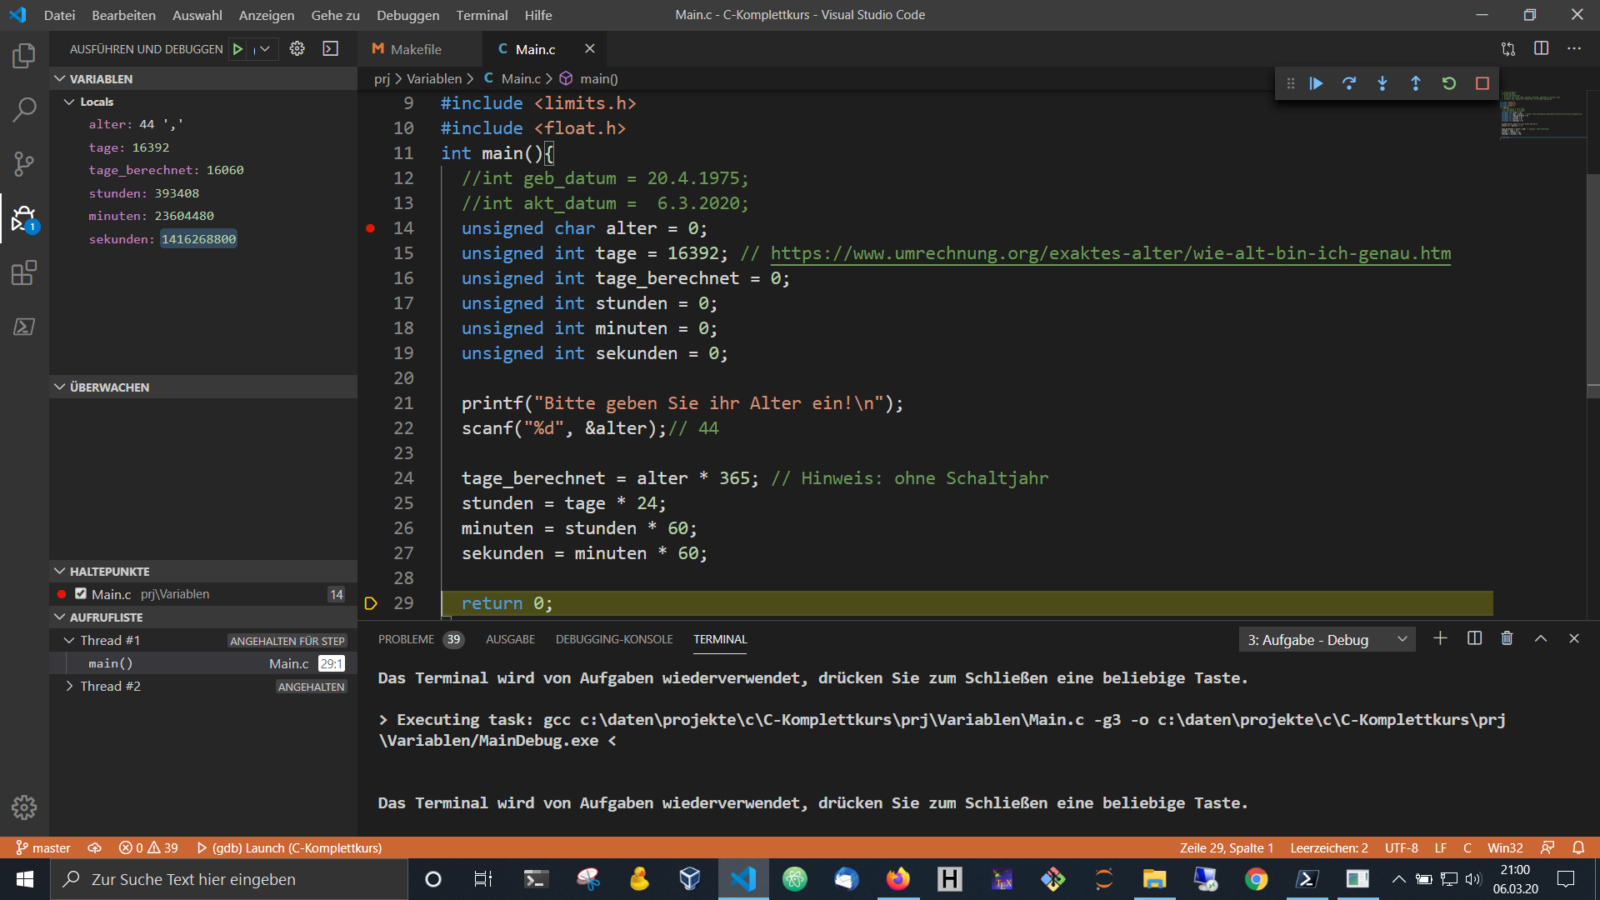 Datei Bearbeiten Auswahl Anzeigen Gehe zu Debuggen Terminal Hilfe
Main.c - C-Komplettkurs - Visual Studio Code
AUSFÜHREN UND DEBUGGEN
Makefile
C Main.c
prj > Variablen > C Main.c > main()
VARIABLEN
Locals
alter: 44 ','
tage: 16392
tage_berechnet: 16060
stunden: 393408
minuten: 23604480
sekunden: 1416268800
ÜBERWACHEN
HALTEPUNKTE
Main.c prj\Variablen 14
AUFRUFLISTE
Thread #1 ANGEHALTEN FÜR STEP
main() Main.c 29:1
Thread #2 ANGEHALTEN
9 #include <limits.h>
10 #include <float.h>
11 int main(){
12 //int geb_datum = 20.4.1975;
13 //int akt_datum =  6.3.2020;
14 unsigned char alter = 0;
15 unsigned int tage = 16392; // https://www.umrechnung.org/exaktes-alter/wie-alt-bin-ich-genau.htm
16 unsigned int tage_berechnet = 0;
17 unsigned int stunden = 0;
18 unsigned int minuten = 0;
19 unsigned int sekunden = 0;
20
21 printf("Bitte geben Sie ihr Alter ein!\n");
22 scanf("%d", &alter);// 44
23
24 tage_berechnet = alter * 365; // Hinweis: ohne Schaltjahr
25 stunden = tage * 24;
26 minuten = stunden * 60;
27 sekunden = minuten * 60;
28
29 return 0;
PROBLEME 39 AUSGABE DEBUGGING-KONSOLE TERMINAL
3: Aufgabe - Debug
Das Terminal wird von Aufgaben wiederverwendet, drücken Sie zum Schließen eine beliebige Taste.
> Executing task: gcc c:\daten\projekte\c\C-Komplettkurs\prj\Variablen\Main.c -g3 -o c:\daten\projekte\c\C-Komplettkurs\prj
\Variablen/MainDebug.exe <
Das Terminal wird von Aufgaben wiederverwendet, drücken Sie zum Schließen eine beliebige Taste.
1
master 0 39 (gdb) Launch (C-Komplettkurs)
Zeile 29, Spalte 1 Leerzeichen: 2 UTF-8 LF C Win32
Zur Suche Text hier eingeben
H
21:00
06.03.20